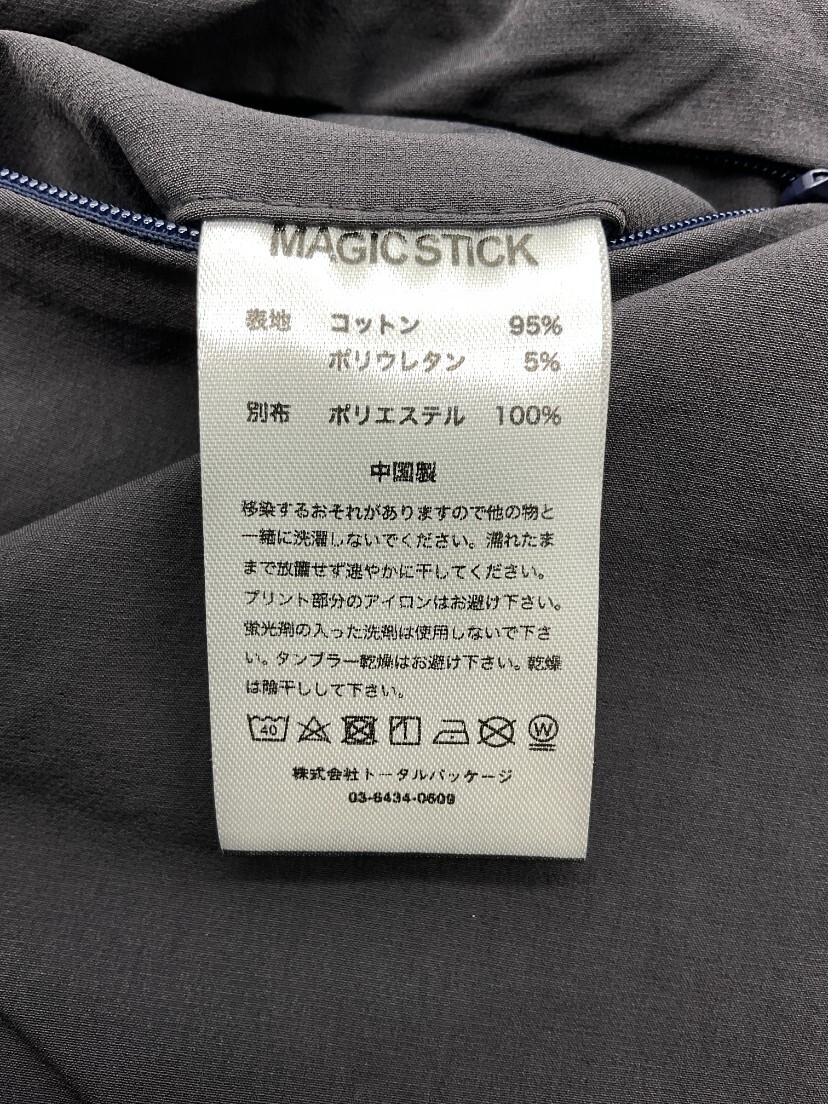 MAGIC STICK
表地 コットン 95%
ポリウレタン 5%
別布 ポリエステル 100%
中国製
移染するおそれがありますので他の物と
一緒に洗濯しないでください。濡れたま
まで放置せず速やかに干してください。
プリント部分のアイロンはお避け下さい。
蛍光剤の入った洗剤は使用しないで下さ
い。タンブラー乾燥はお避け下さい。乾燥
は陰干しして下さい。
40 W
株式会社トータルパッケージ
03-6434-0609